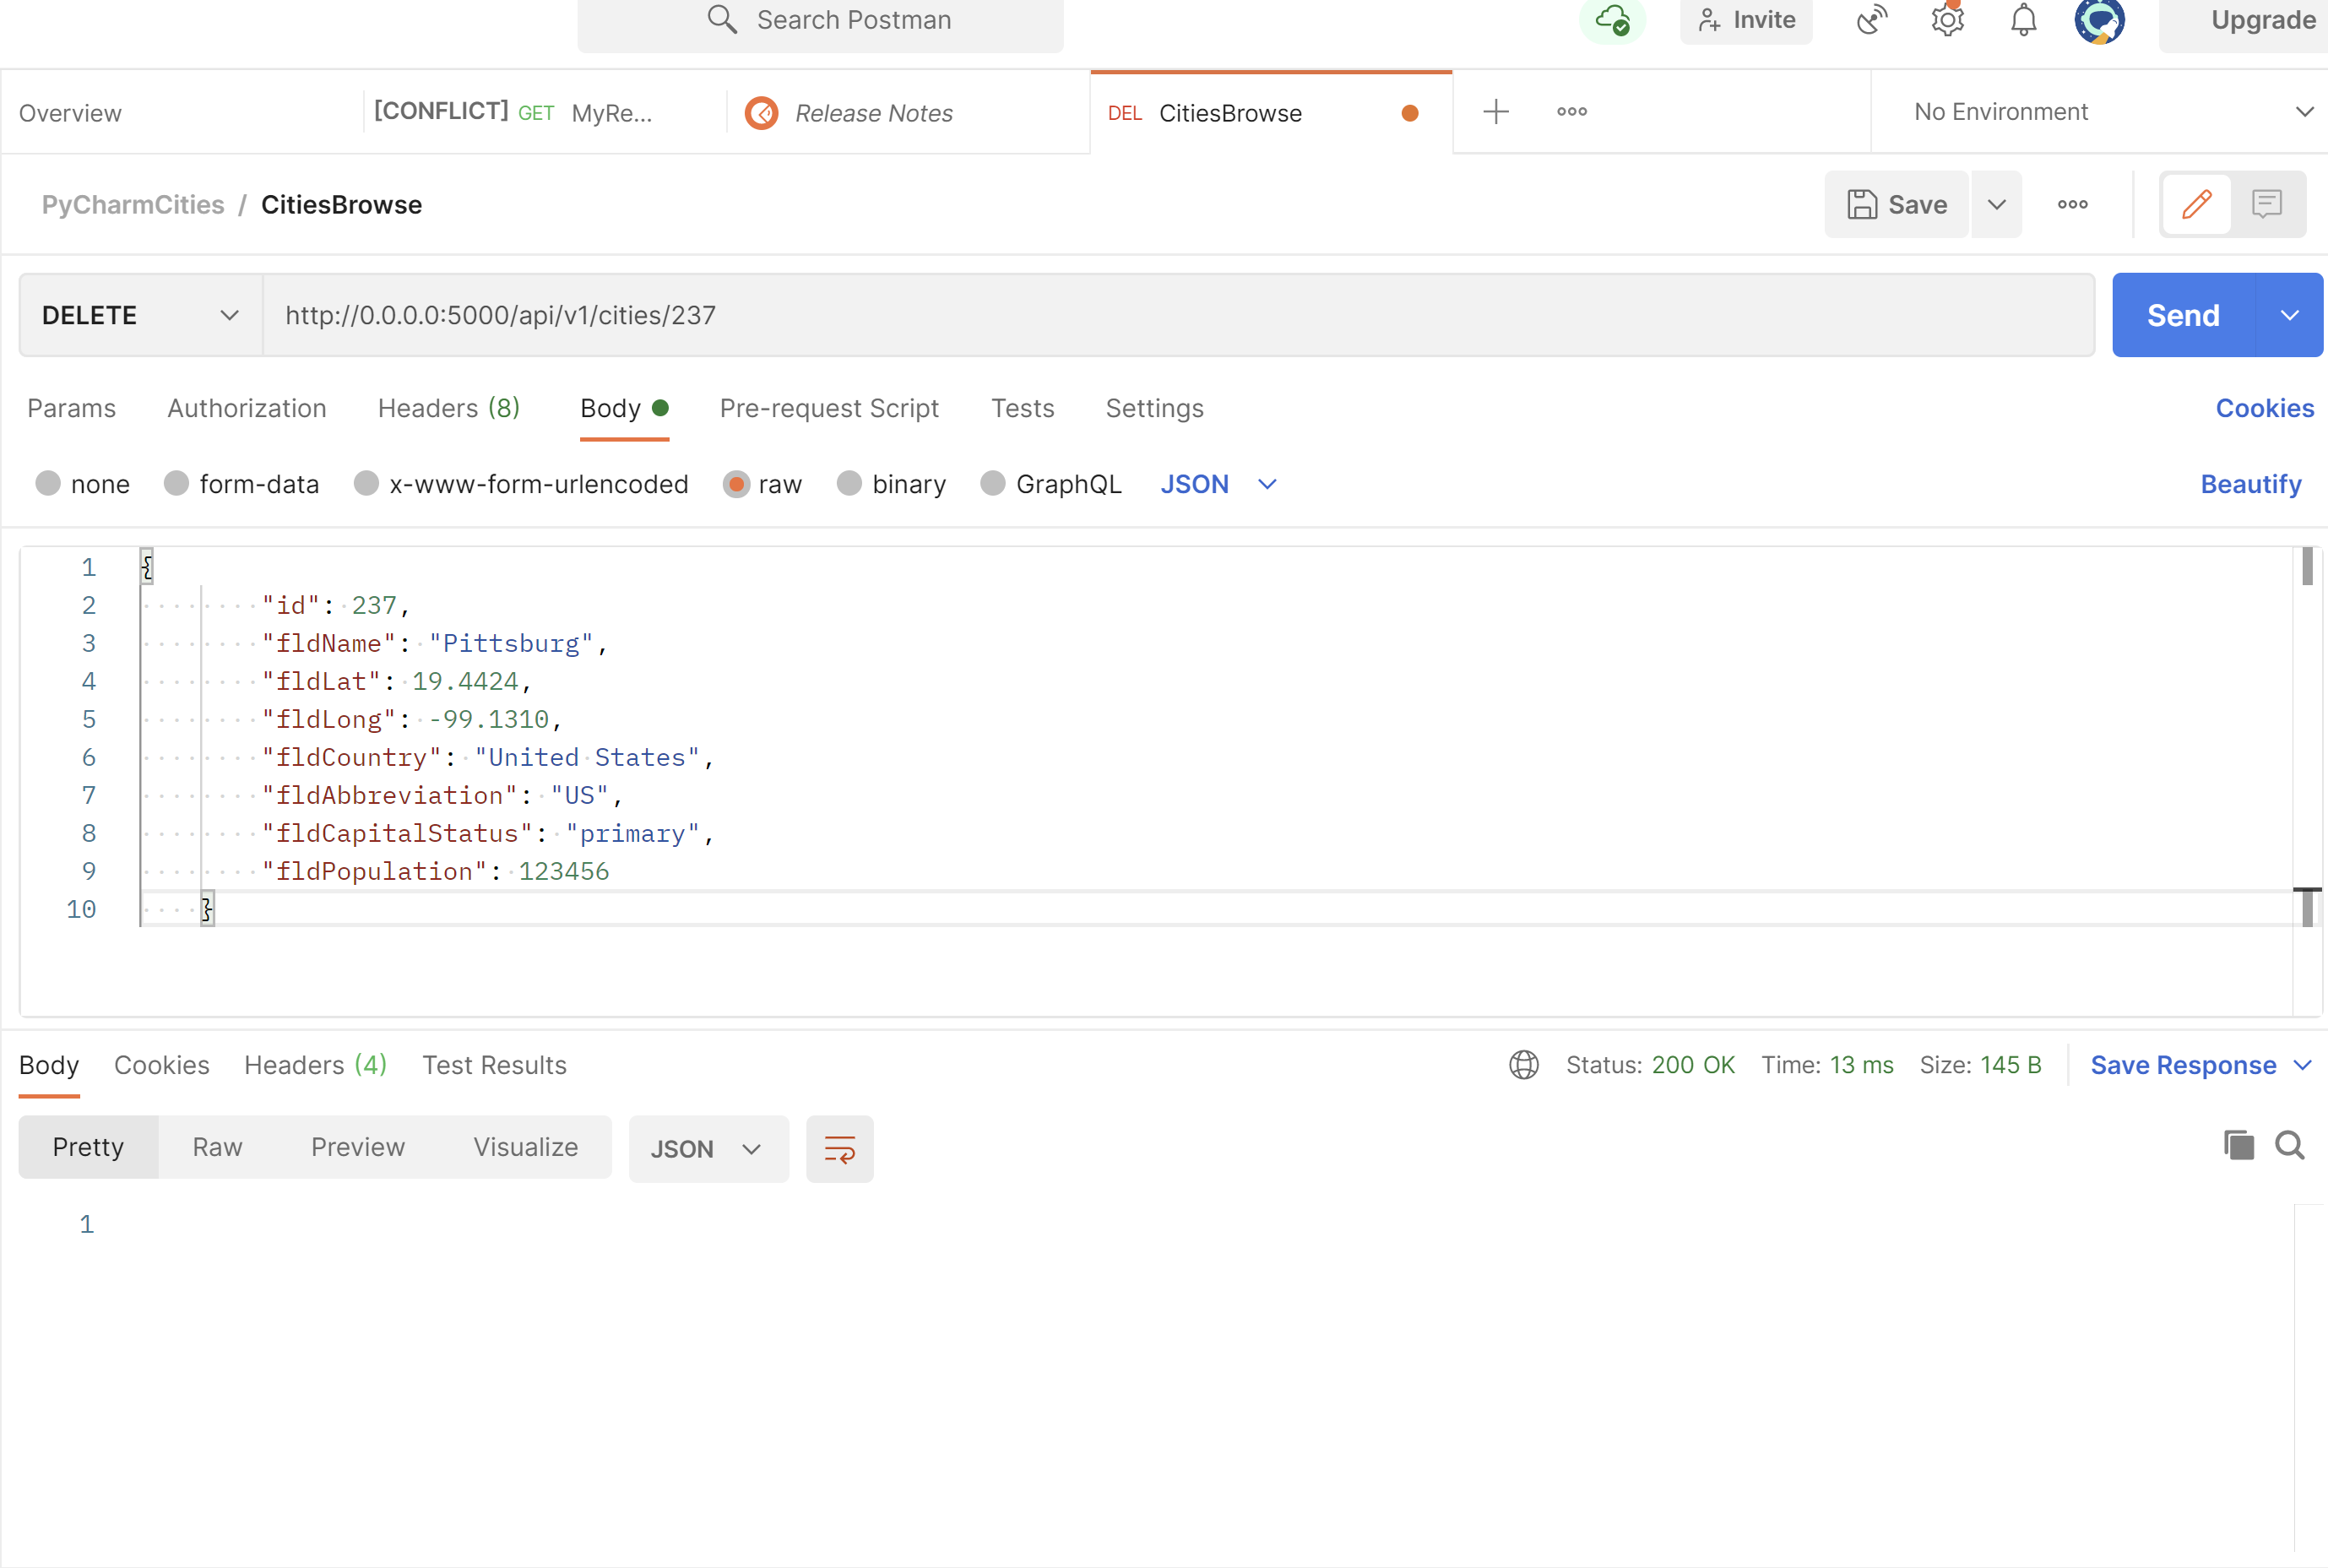 Search Postman
Invite
Upgrade
Overview
[CONFLICT] GET MyRe...
Release Notes
DEL CitiesBrowse
No Environment
PyCharmCities / CitiesBrowse
Save
DELETE
http://0.0.0.0:5000/api/v1/cities/237
Send
Params Authorization Headers (8) Body Pre-request Script Tests Settings Cookies
none form-data x-www-form-urlencoded raw binary GraphQL JSON Beautify
1 {
2 "id": 237,
3 "fldName": "Pittsburg",
4 "fldLat": 19.4424,
5 "fldLong": -99.1310,
6 "fldCountry": "United States",
7 "fldAbbreviation": "US",
8 "fldCapitalStatus": "primary",
9 "fldPopulation": 123456
10 }
Body Cookies Headers (4) Test Results Status: 200 OK Time: 13 ms Size: 145 B Save Response
Pretty Raw Preview Visualize JSON
1